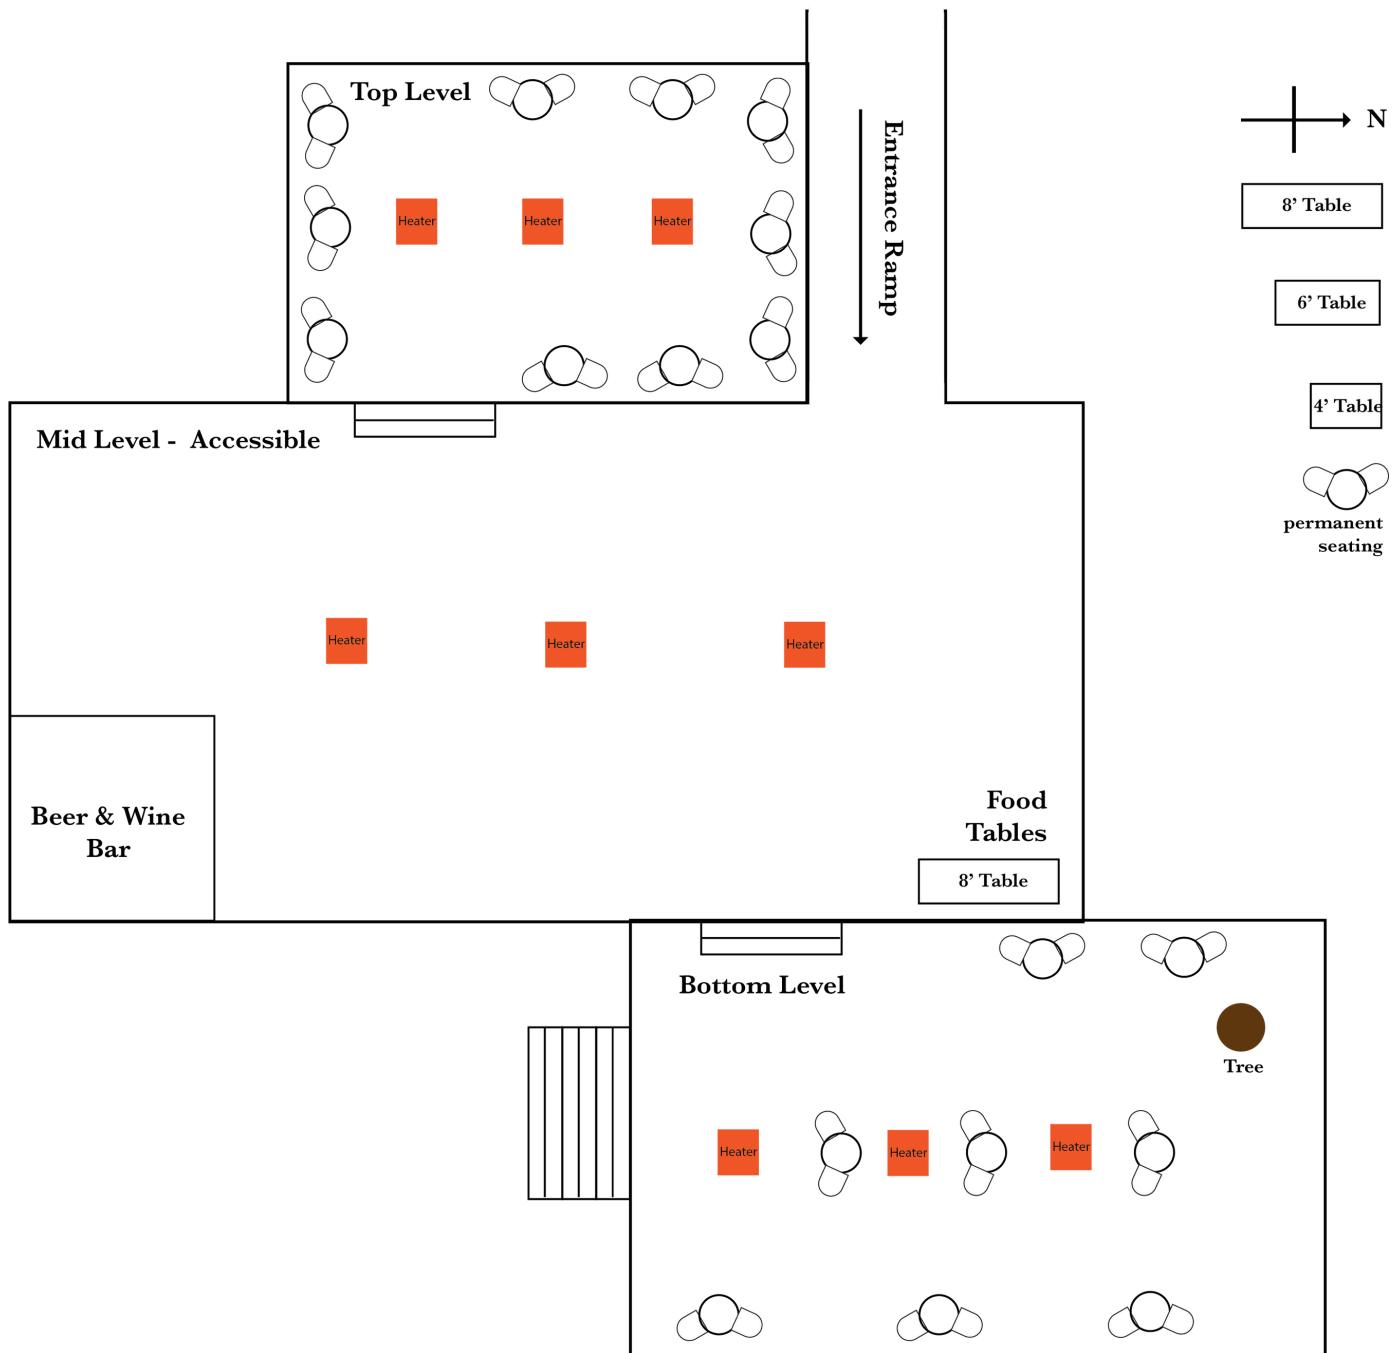 Top Level
Heater
Heater
Heater
Entrance Ramp
N
8’ Table
6’ Table
4’ Table
permanent
seating
Mid Level -  Accessible
Heater
Heater
Heater
Beer & Wine
Bar
Food
Tables
8’ Table
Bottom Level
Tree
Heater
Heater
Heater